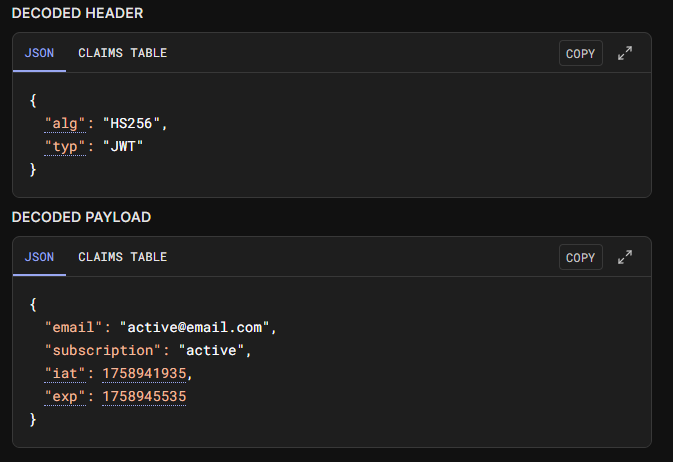 DECODED HEADER
JSON CLAIMS TABLE COPY
{
"alg": "HS256",
"typ": "JWT"
}
DECODED PAYLOAD
JSON CLAIMS TABLE COPY
{
"email": "active@email.com",
"subscription": "active",
"iat": 1758941935,
"exp": 1758945535
}